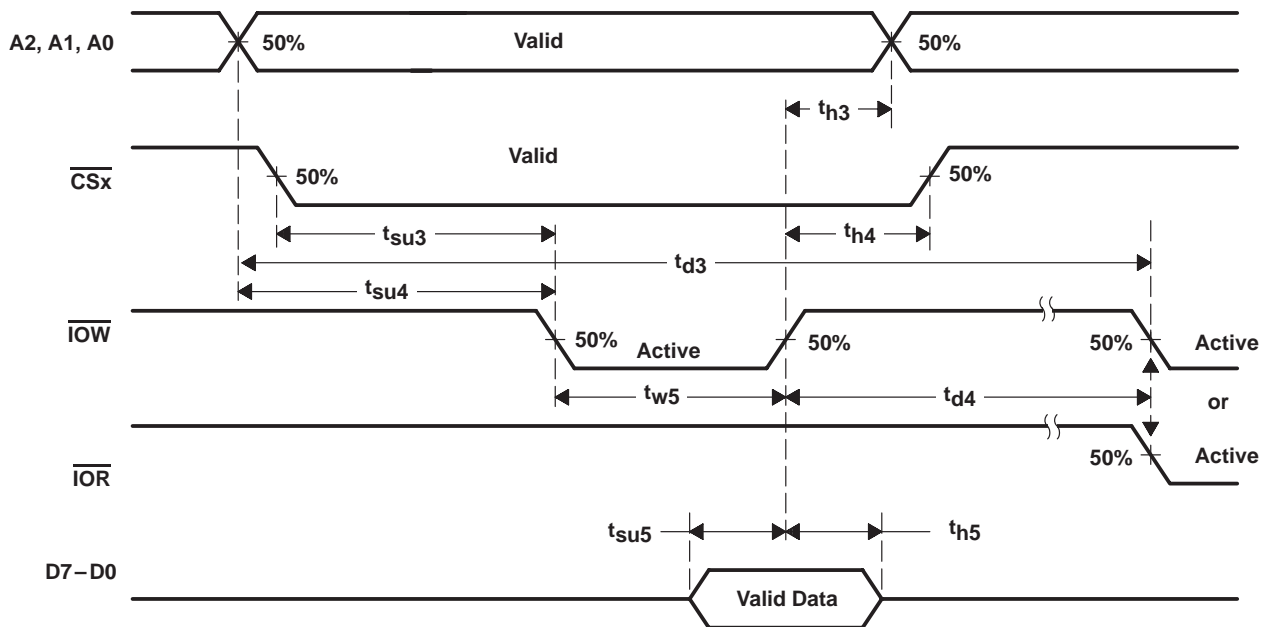 A2, A1, A0
50%
Valid
50%
th3
CSx
50%
Valid
50%
tsu3
th4
td3
tsu4
IOW
50%
Active
50%
50%
Active
tw5
td4
or
IOR
50%
Active
tsu5
th5
D7–D0
Valid Data